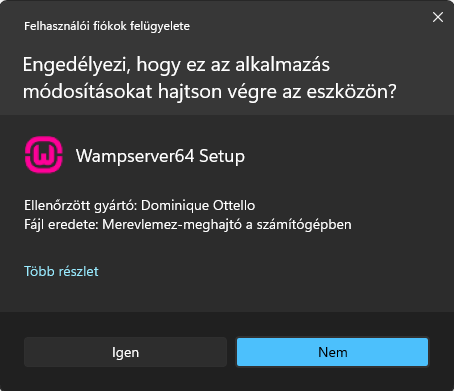 Felhasználói fiókok felügyelete
Engedélyezi, hogy ez az alkalmazás
módosításokat hajtson végre az eszközön?
Wampserver64 Setup
Ellenőrzött gyártó: Dominique Ottello
Fájl eredete: Merevlemez-meghajtó a számítógépben
Több részlet
Igen
Nem